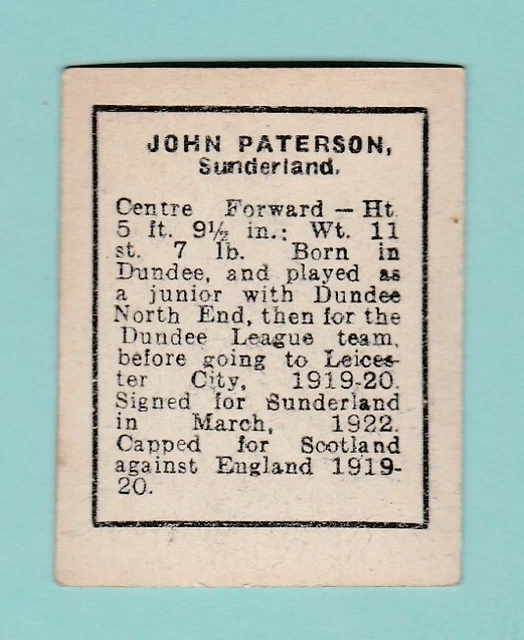 JOHN PATERSON,
Sunderland.
Centre Forward — Ht.
5 ft. 9½ in.; Wt. 11
st. 7 lb. Born in
Dundee, and played as
a junior with Dundee
North End, then for the
Dundee League team,
before going to Leices-
ter City, 1919-20.
Signed for Sunderland
in March, 1922.
Capped for Scotland
against England 1919-
20.